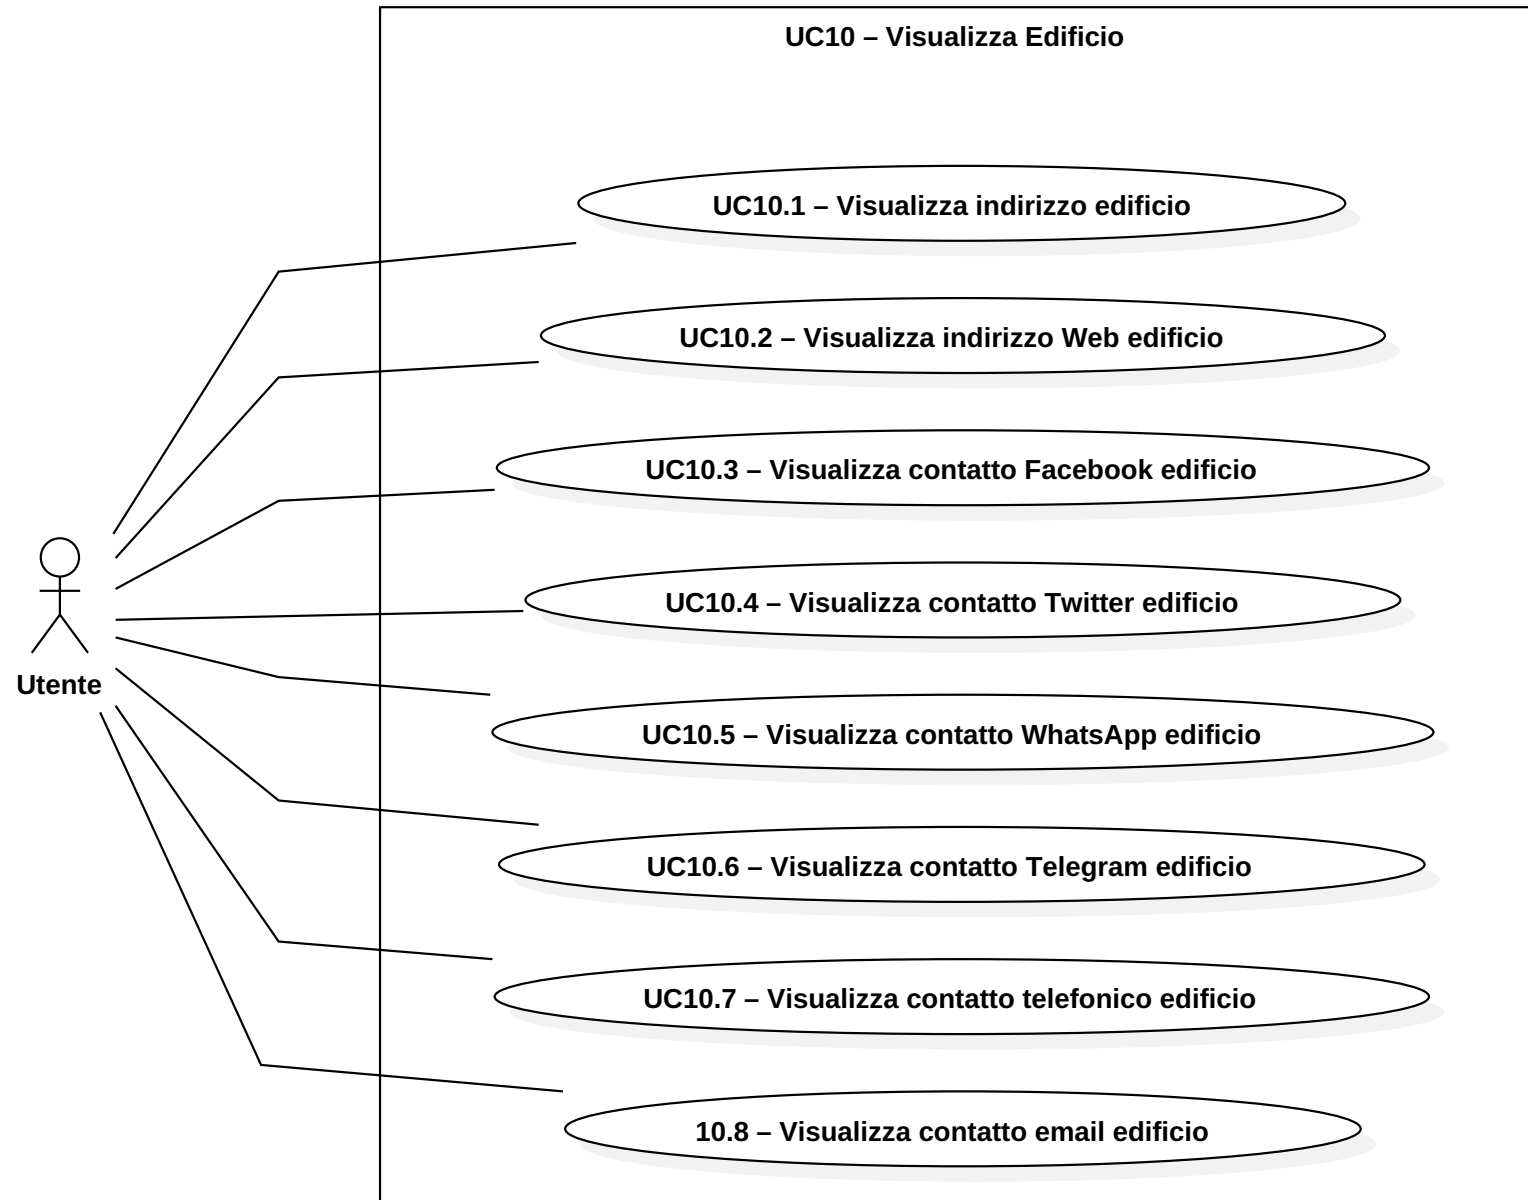 UC10 – Visualizza Edificio
UC10.1 – Visualizza indirizzo edificio
UC10.2 – Visualizza indirizzo Web edificio
UC10.3 – Visualizza contatto Facebook edificio
UC10.4 – Visualizza contatto Twitter edificio
Utente
UC10.5 – Visualizza contatto WhatsApp edificio
UC10.6 – Visualizza contatto Telegram edificio
UC10.7 – Visualizza contatto telefonico edificio
10.8 – Visualizza contatto email edificio